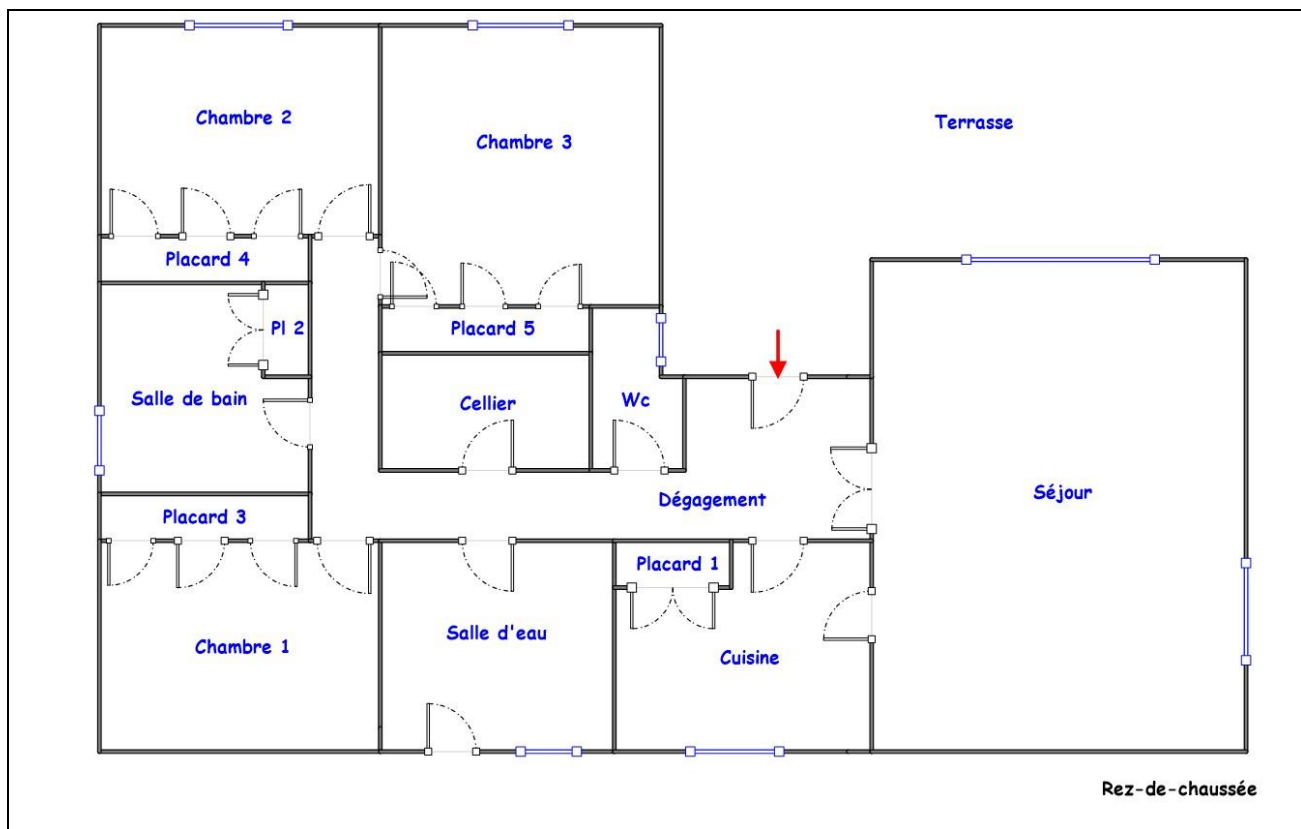 Chambre 2
Chambre 3
Terrasse
Placard 4
Pl 2
Placard 5
Salle de bain
Cellier
Wc
Dégagement
Séjour
Placard 3
Placard 1
Chambre 1
Salle d'eau
Cuisine
Rez-de-chaussée